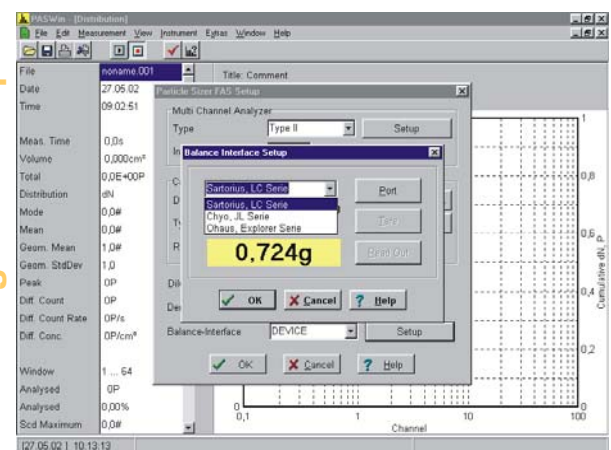 PASWin - [Distribution]
File Edit Measurement View Instrument Extras Window Help
File noname.001
Date 27.05.02
Time 09:02:51
Meas. Time 0,0s
Volume 0,000cm³
Total 0,0E+00P
Distribution dN
Mode 0,0#
Mean 0,0#
Geom. Mean 1,0#
Geom. StdDev 1,0
Peak 0P
Diff. Count 0P
Diff. Count Rate 0P/s
Diff. Conc. 0P/cm³
Window 1 ... 64
Analysed 0P
Analysed 0,00%
Scd Maximum 0,0#
Title: Comment
Particle Sizer FAS Setup
Multi Channel Analyzer
Type Type II Setup
In
Balance Interface Setup
Sartorius, LC Serie Port
Sartorius, LC Serie
Chyo, JL Serie Tara
Ohaus, Explorer Serie
0,724g Read Out
OK Cancel ? Help
C
D
Ty
R
Dil
De
Balance-Interface DEVICE Setup
OK Cancel ? Help
1
0,8
0,6
0,4
0,2
0
Cumulative dN, P
0
0,1 1 10 100
Channel
[27.05.02 ] 10:13:13